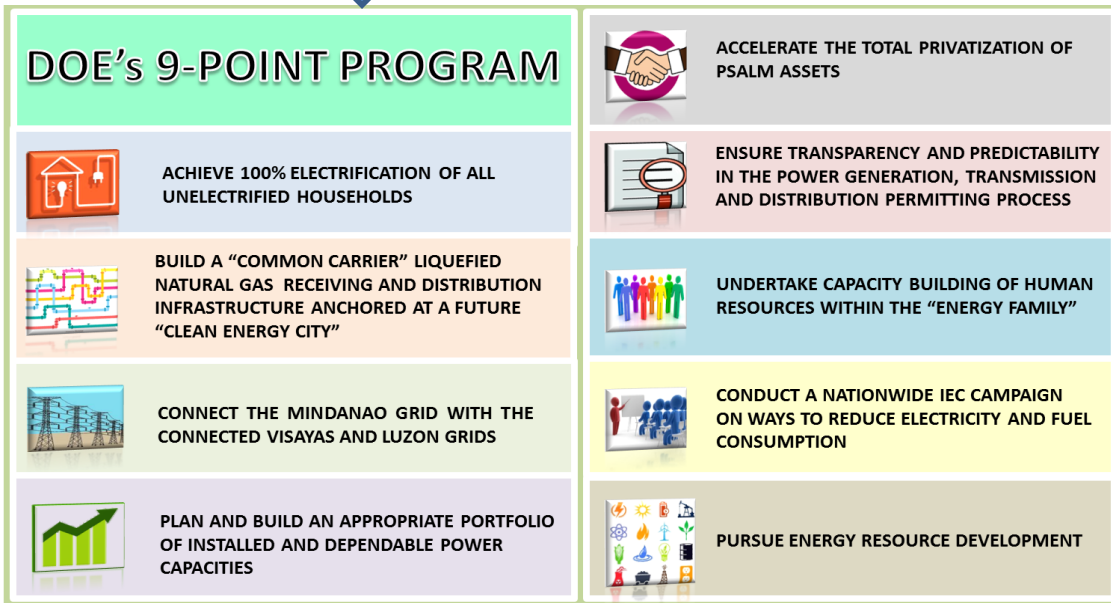 DOE's 9-POINT PROGRAM
ACHIEVE 100% ELECTRIFICATION OF ALL
UNELECTRIFIED HOUSEHOLDS
BUILD A “COMMON CARRIER” LIQUEFIED
NATURAL GAS RECEIVING AND DISTRIBUTION
INFRASTRUCTURE ANCHORED AT A FUTURE
“CLEAN ENERGY CITY”
CONNECT THE MINDANAO GRID WITH THE
CONNECTED VISAYAS AND LUZON GRIDS
PLAN AND BUILD AN APPROPRIATE PORTFOLIO
OF INSTALLED AND DEPENDABLE POWER
CAPACITIES
ACCELERATE THE TOTAL PRIVATIZATION OF
PSALM ASSETS
ENSURE TRANSPARENCY AND PREDICTABILITY
IN THE POWER GENERATION, TRANSMISSION
AND DISTRIBUTION PERMITTING PROCESS
UNDERTAKE CAPACITY BUILDING OF HUMAN
RESOURCES WITHIN THE “ENERGY FAMILY”
CONDUCT A NATIONWIDE IEC CAMPAIGN
ON WAYS TO REDUCE ELECTRICITY AND FUEL
CONSUMPTION
PURSUE ENERGY RESOURCE DEVELOPMENT